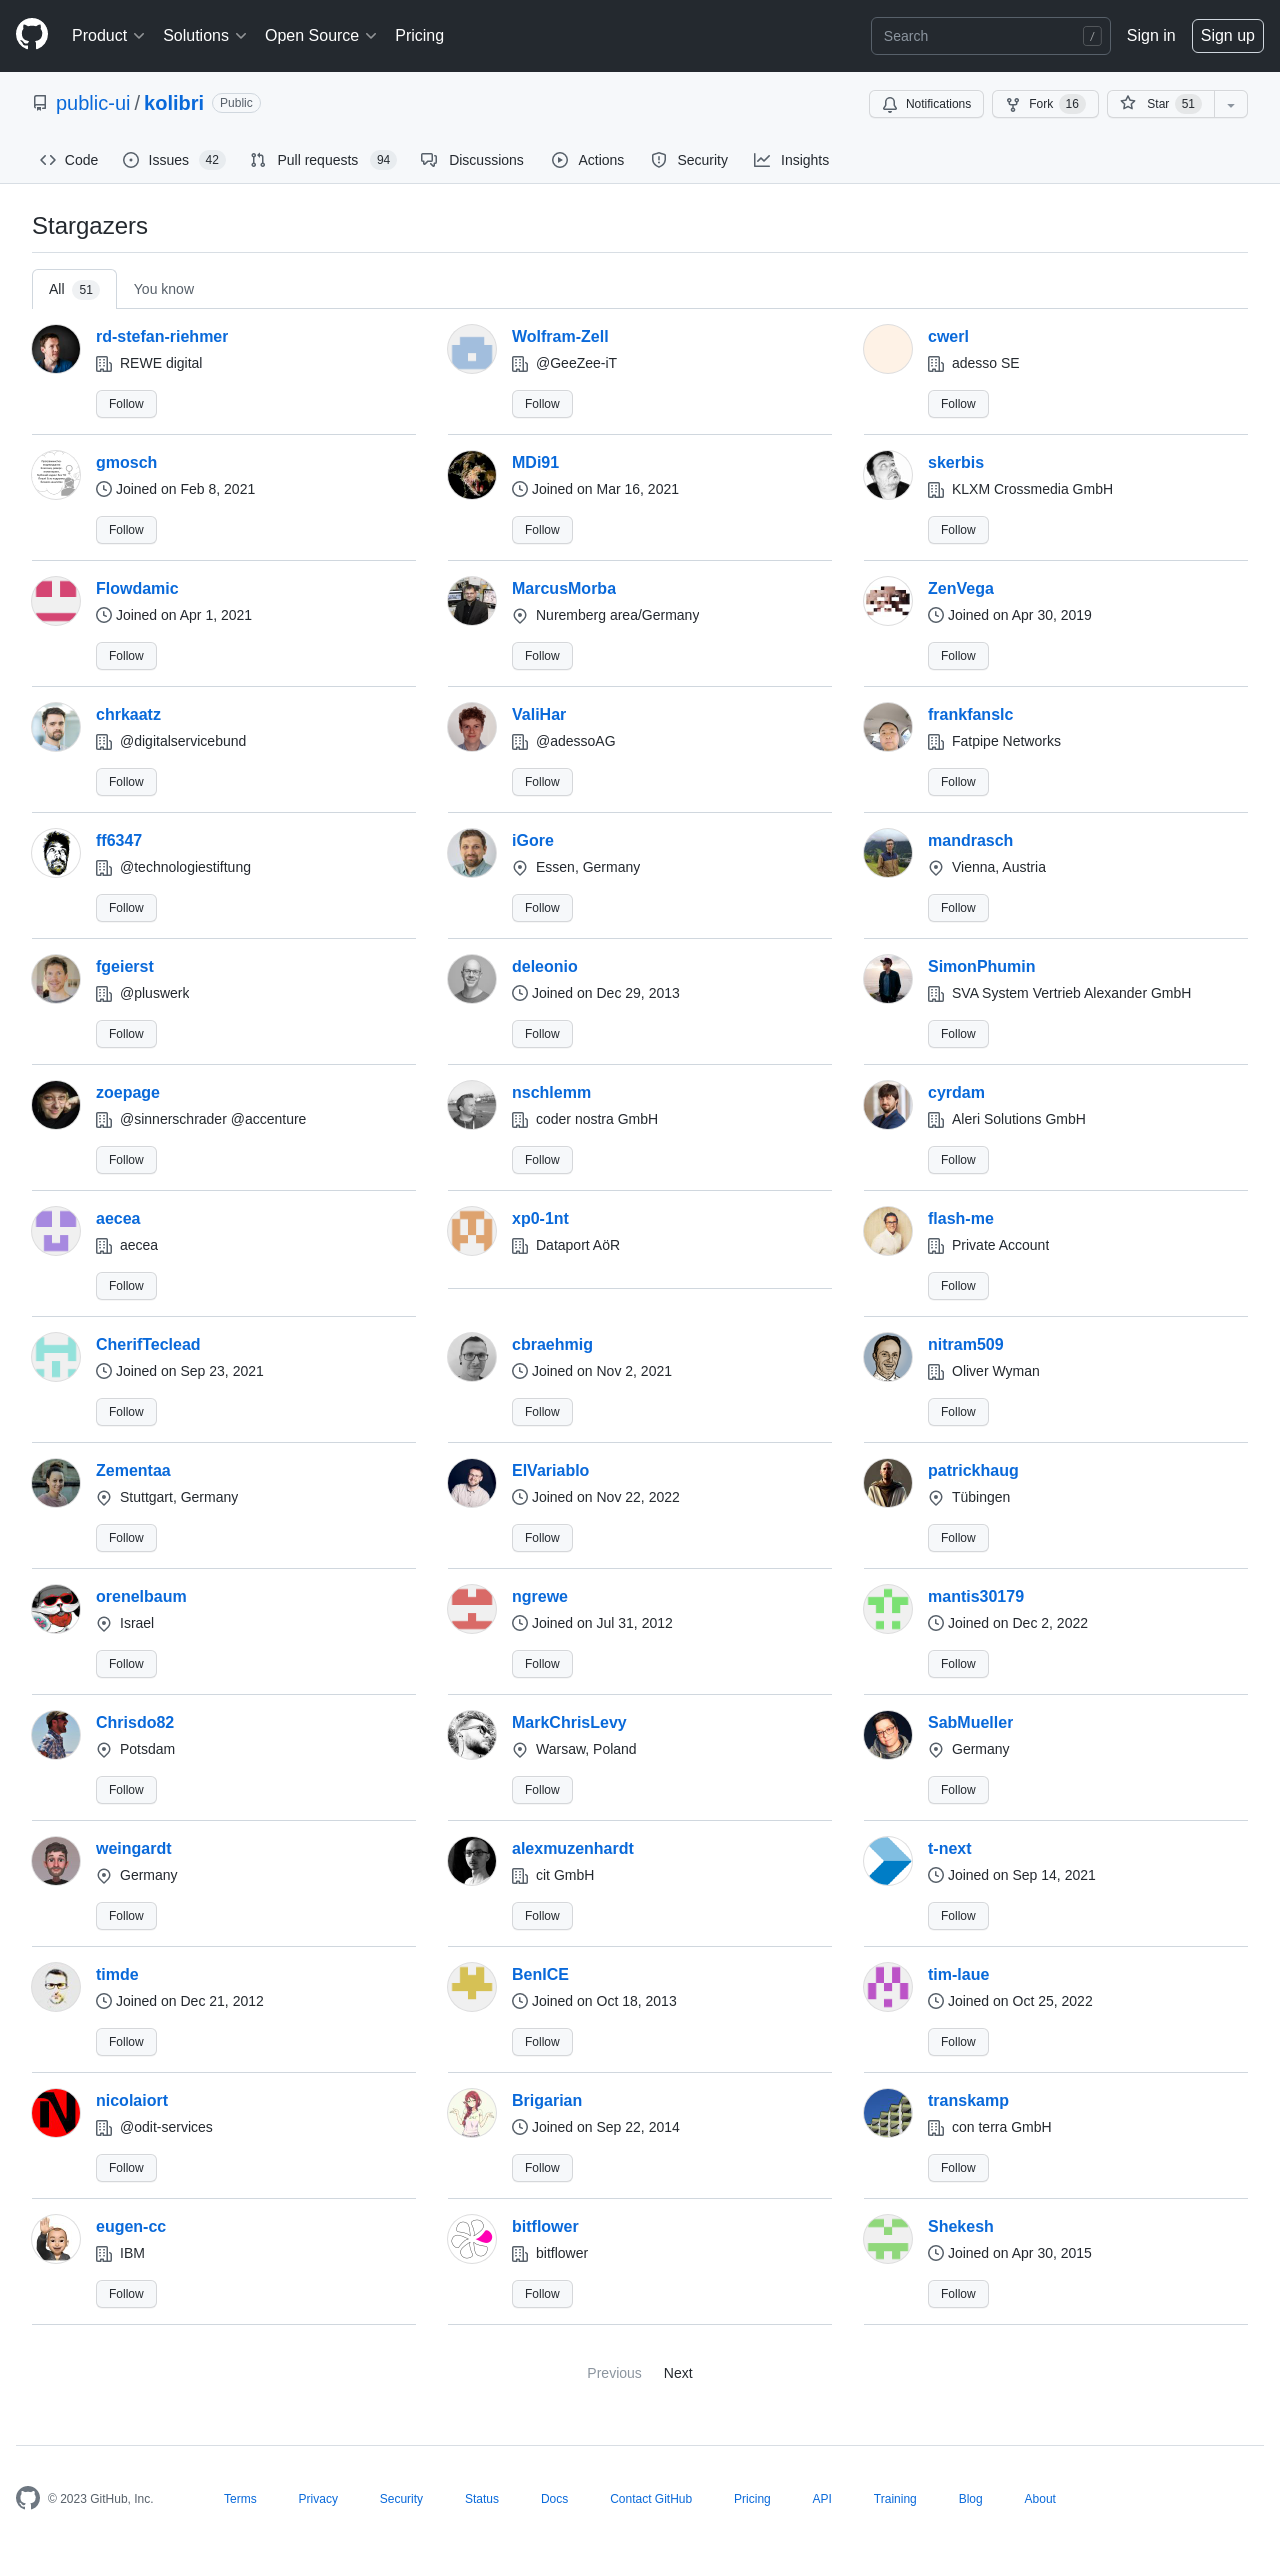 Product Solutions Open Source Pricing Search / Sign in Sign up
public-ui / kolibri Public Notifications Fork 16 Star 51
Code Issues 42 Pull requests 94 Discussions Actions Security Insights
Stargazers
All 51 You know
rd-stefan-riehmer
REWE digital
Follow
Wolfram-Zell
@GeeZee-iT
Follow
cwerl
adesso SE
Follow
gmosch
Joined on Feb 8, 2021
Follow
MDi91
Joined on Mar 16, 2021
Follow
skerbis
KLXM Crossmedia GmbH
Follow
Flowdamic
Joined on Apr 1, 2021
Follow
MarcusMorba
Nuremberg area/Germany
Follow
ZenVega
Joined on Apr 30, 2019
Follow
chrkaatz
@digitalservicebund
Follow
ValiHar
@adessoAG
Follow
frankfanslc
Fatpipe Networks
Follow
ff6347
@technologiestiftung
Follow
iGore
Essen, Germany
Follow
mandrasch
Vienna, Austria
Follow
fgeierst
@pluswerk
Follow
deleonio
Joined on Dec 29, 2013
Follow
SimonPhumin
SVA System Vertrieb Alexander GmbH
Follow
zoepage
@sinnerschrader @accenture
Follow
nschlemm
coder nostra GmbH
Follow
cyrdam
Aleri Solutions GmbH
Follow
aecea
aecea
Follow
xp0-1nt
Dataport AöR
flash-me
Private Account
Follow
CherifTeclead
Joined on Sep 23, 2021
Follow
cbraehmig
Joined on Nov 2, 2021
Follow
nitram509
Oliver Wyman
Follow
Zementaa
Stuttgart, Germany
Follow
ElVariablo
Joined on Nov 22, 2022
Follow
patrickhaug
Tübingen
Follow
orenelbaum
Israel
Follow
ngrewe
Joined on Jul 31, 2012
Follow
mantis30179
Joined on Dec 2, 2022
Follow
Chrisdo82
Potsdam
Follow
MarkChrisLevy
Warsaw, Poland
Follow
SabMueller
Germany
Follow
weingardt
Germany
Follow
alexmuzenhardt
cit GmbH
Follow
t-next
Joined on Sep 14, 2021
Follow
timde
Joined on Dec 21, 2012
Follow
BenICE
Joined on Oct 18, 2013
Follow
tim-laue
Joined on Oct 25, 2022
Follow
nicolaiort
@odit-services
Follow
Brigarian
Joined on Sep 22, 2014
Follow
transkamp
con terra GmbH
Follow
eugen-cc
IBM
Follow
bitflower
bitflower
Follow
Shekesh
Joined on Apr 30, 2015
Follow
Previous Next
© 2023 GitHub, Inc. Terms Privacy Security Status Docs Contact GitHub Pricing API Training Blog About